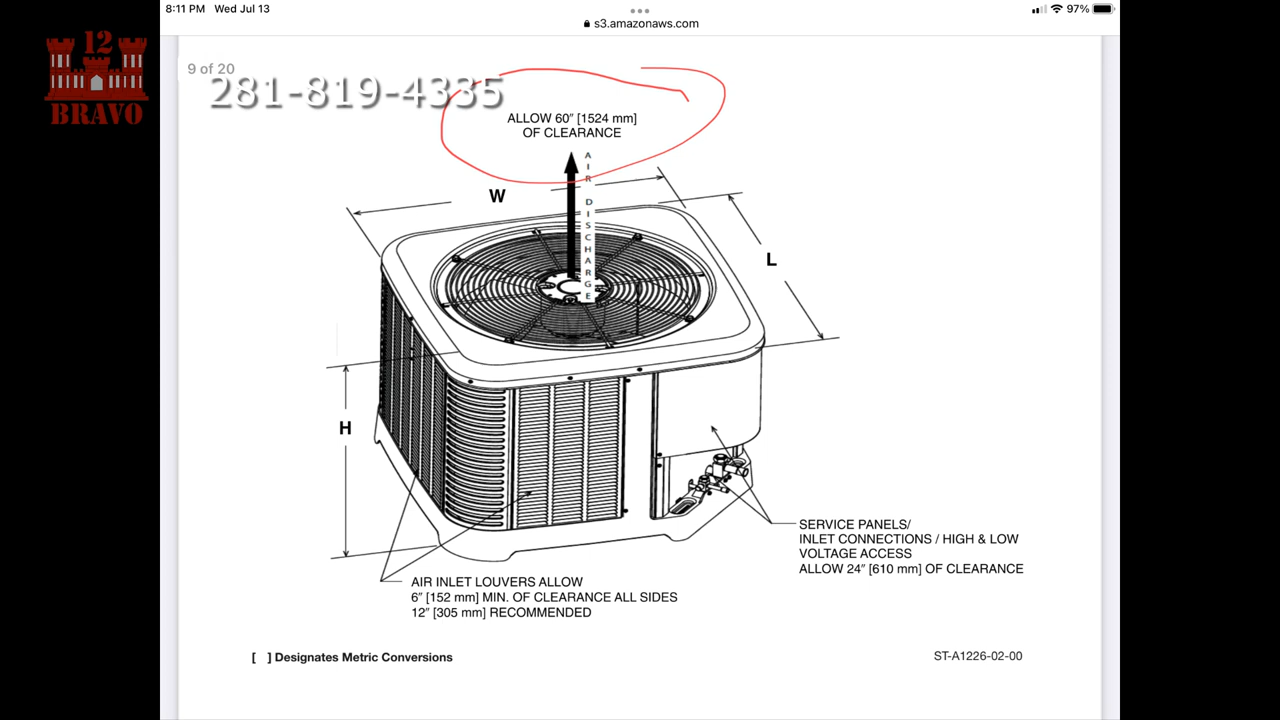 8:11 PM Wed Jul 13
s3.amazonaws.com
97%
12
BRAVO
9 of 20
281-819-4335
ALLOW 60″ [1524 mm]
OF CLEARANCE
AIR DISCHARGE
W
L
H
SERVICE PANELS/
INLET CONNECTIONS / HIGH & LOW
VOLTAGE ACCESS
ALLOW 24″ [610 mm] OF CLEARANCE
AIR INLET LOUVERS ALLOW
6″ [152 mm] MIN. OF CLEARANCE ALL SIDES
12″ [305 mm] RECOMMENDED
[ ] Designates Metric Conversions
ST-A1226-02-00